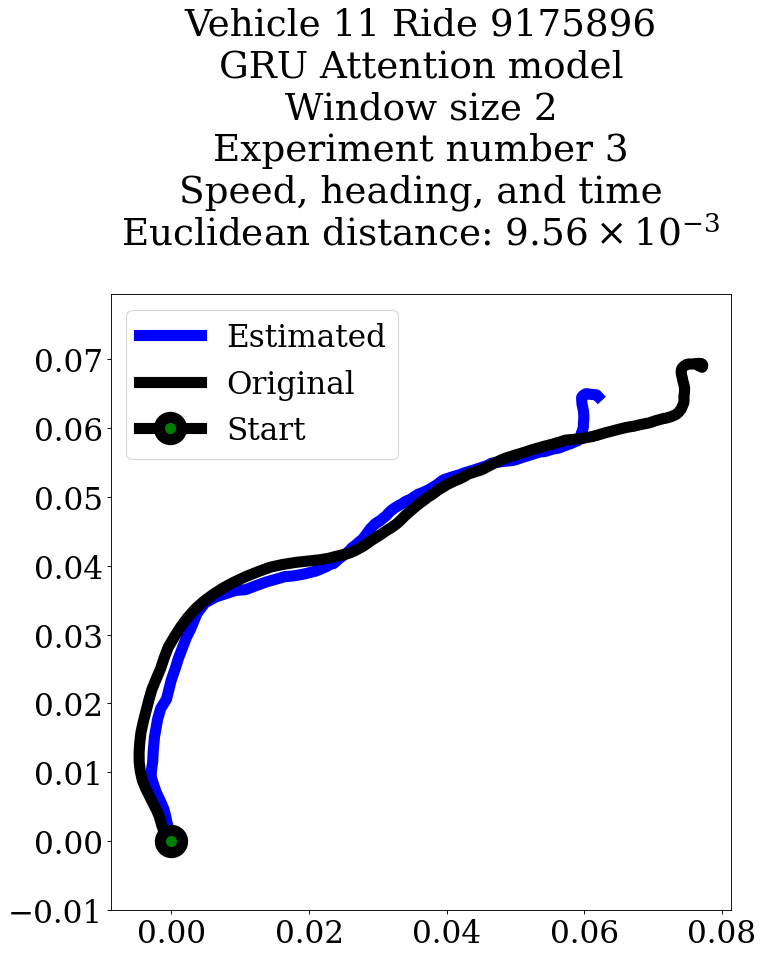 Vehicle 11 Ride 9175896
GRU Attention model
Window size 2
Experiment number 3
Speed, heading, and time
Euclidean distance: 9.56 × 10⁻³
Estimated
Original
Start
0.07
0.06
0.05
0.04
0.03
0.02
0.01
0.00
−0.01
0.00 0.02 0.04 0.06 0.08